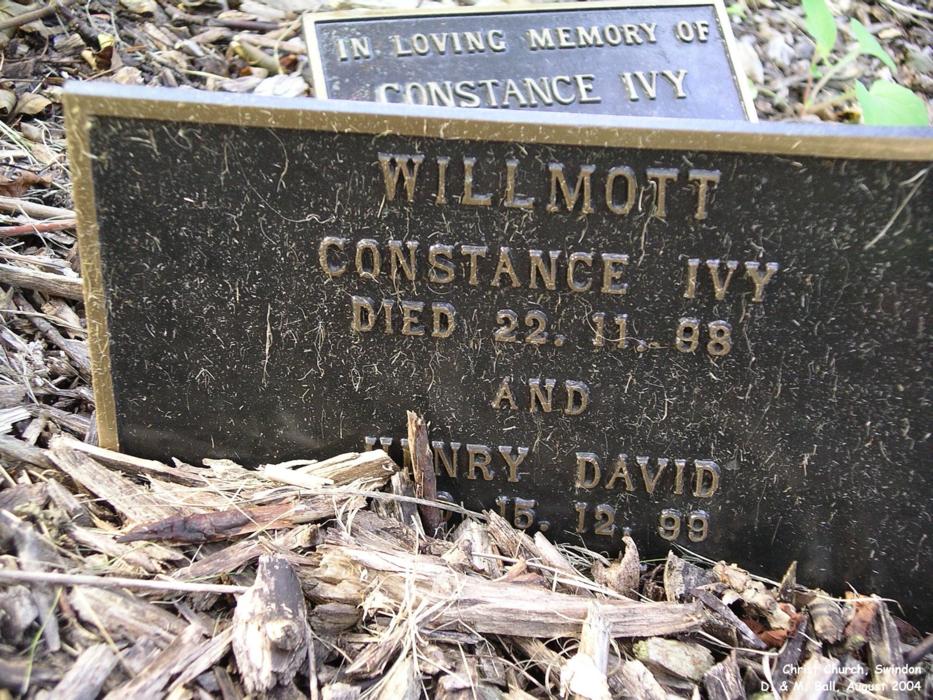 IN LOVING MEMORY OF
CONSTANCE IVY
WILLMOTT
CONSTANCE IVY
DIED 22. 11. 98
AND
HENRY DAVID
15. 12. 99
Christ Church, Swindon
D. & M. Ball, August 2004